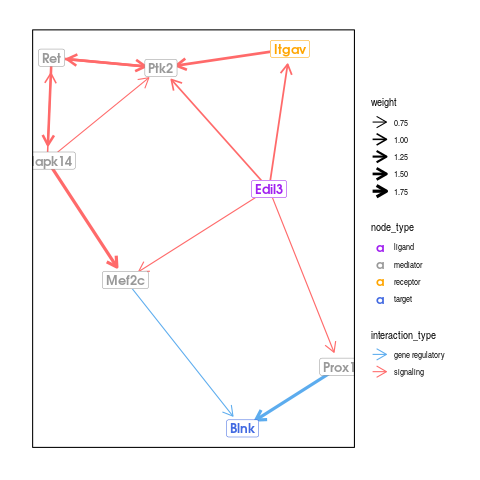 Itgav
Ret
Ptk2
apk14
Edil3
Mef2c
Prox1
Blnk
weight
0.75
1.00
1.25
1.50
1.75
node_type
a ligand
a mediator
a receptor
a target
interaction_type
gene regulatory
signaling